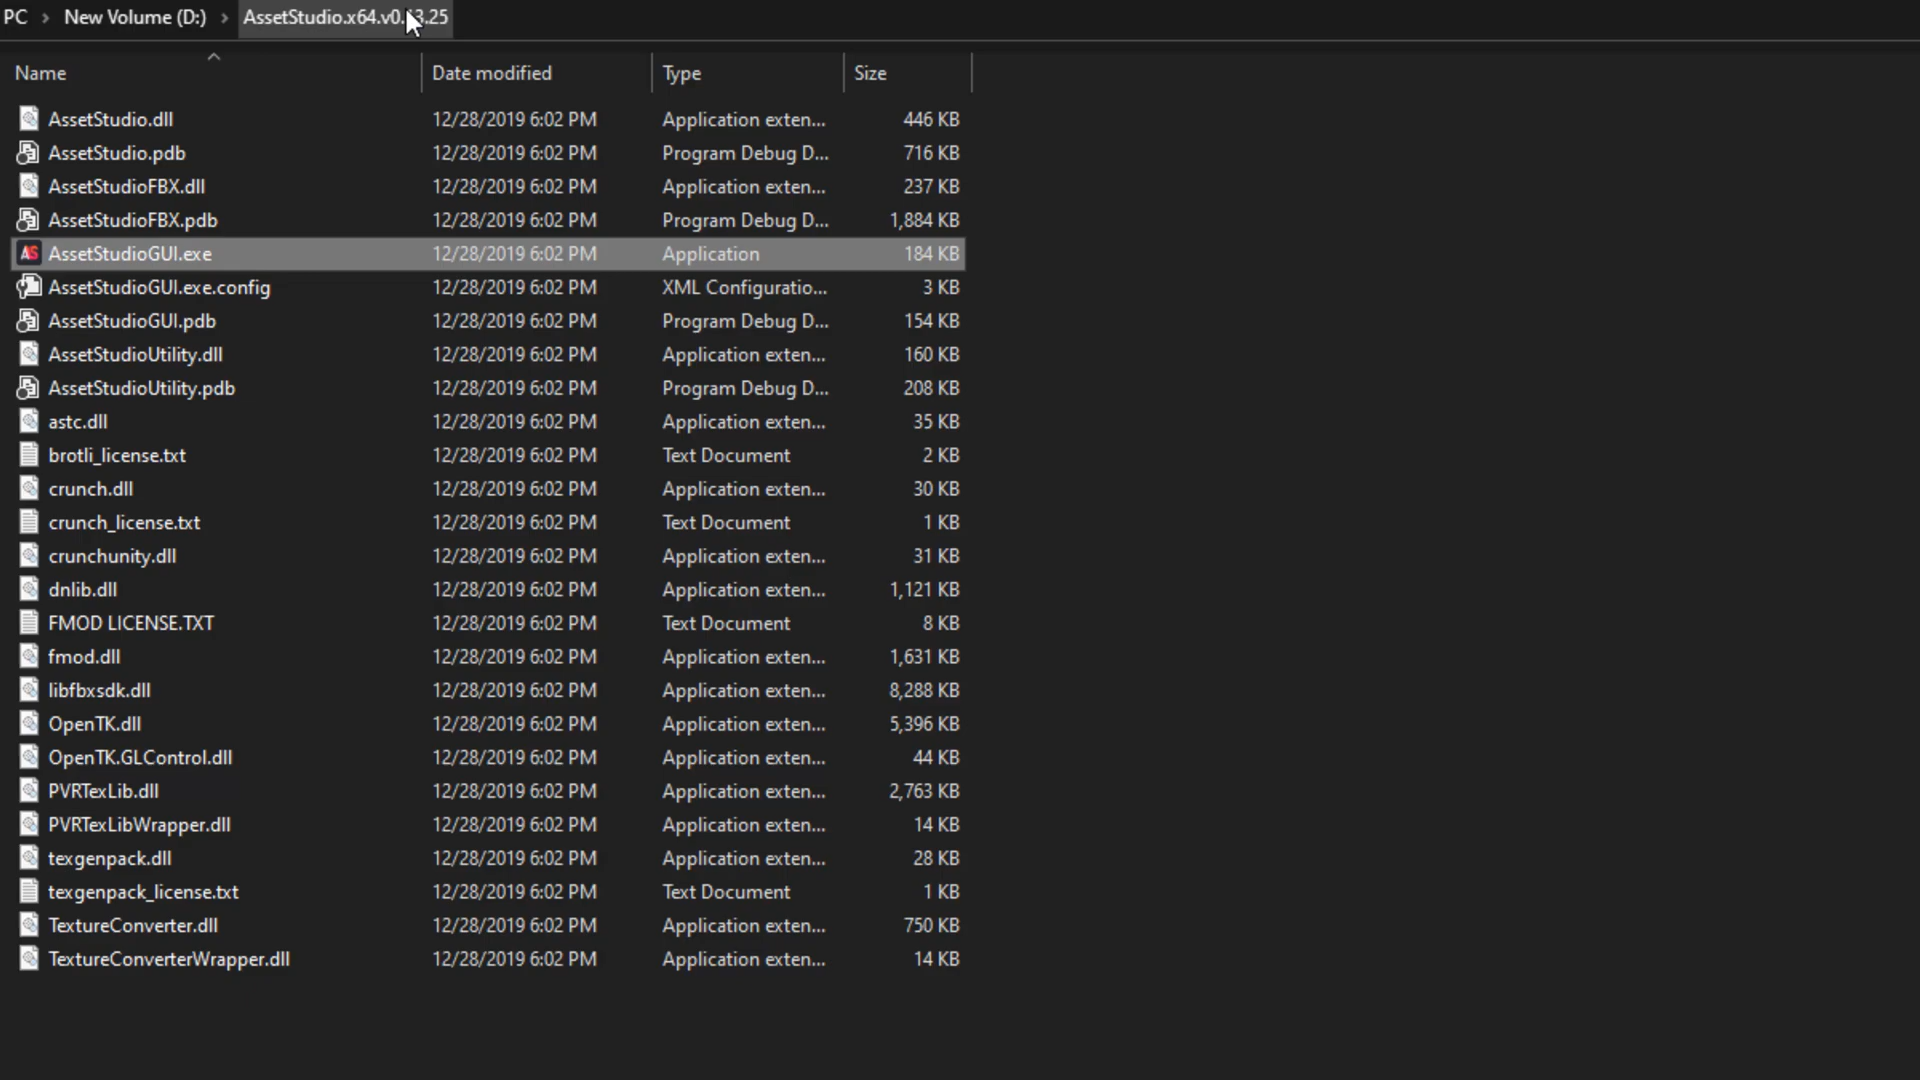 PC > New Volume (D:) > AssetStudio.x64.v0. .25
Name Date modified Type Size
AssetStudio.dll 12/28/2019 6:02 PM Application exten... 446 KB
AssetStudio.pdb 12/28/2019 6:02 PM Program Debug D... 716 KB
AssetStudioFBX.dll 12/28/2019 6:02 PM Application exten... 237 KB
AssetStudioFBX.pdb 12/28/2019 6:02 PM Program Debug D... 1,884 KB
AS AssetStudioGUI.exe 12/28/2019 6:02 PM Application 184 KB
AssetStudioGUI.exe.config 12/28/2019 6:02 PM XML Configuratio... 3 KB
AssetStudioGUI.pdb 12/28/2019 6:02 PM Program Debug D... 154 KB
AssetStudioUtility.dll 12/28/2019 6:02 PM Application exten... 160 KB
AssetStudioUtility.pdb 12/28/2019 6:02 PM Program Debug D... 208 KB
astc.dll 12/28/2019 6:02 PM Application exten... 35 KB
brotli_license.txt 12/28/2019 6:02 PM Text Document 2 KB
crunch.dll 12/28/2019 6:02 PM Application exten... 30 KB
crunch_license.txt 12/28/2019 6:02 PM Text Document 1 KB
crunchunity.dll 12/28/2019 6:02 PM Application exten... 31 KB
dnlib.dll 12/28/2019 6:02 PM Application exten... 1,121 KB
FMOD LICENSE.TXT 12/28/2019 6:02 PM Text Document 8 KB
fmod.dll 12/28/2019 6:02 PM Application exten... 1,631 KB
libfbxsdk.dll 12/28/2019 6:02 PM Application exten... 8,288 KB
OpenTK.dll 12/28/2019 6:02 PM Application exten... 5,396 KB
OpenTK.GLControl.dll 12/28/2019 6:02 PM Application exten... 44 KB
PVRTexLib.dll 12/28/2019 6:02 PM Application exten... 2,763 KB
PVRTexLibWrapper.dll 12/28/2019 6:02 PM Application exten... 14 KB
texgenpack.dll 12/28/2019 6:02 PM Application exten... 28 KB
texgenpack_license.txt 12/28/2019 6:02 PM Text Document 1 KB
TextureConverter.dll 12/28/2019 6:02 PM Application exten... 750 KB
TextureConverterWrapper.dll 12/28/2019 6:02 PM Application exten... 14 KB